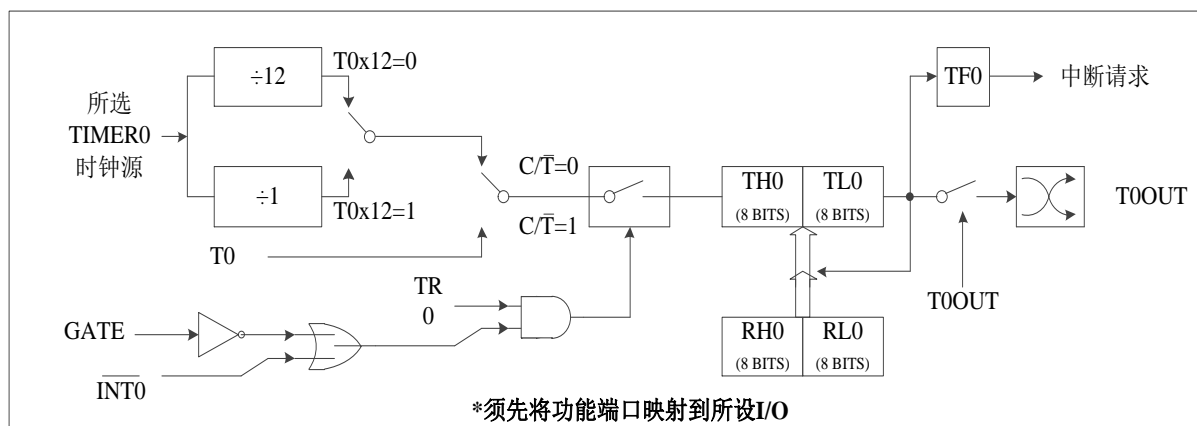 ÷12
T0x12=0
TF0
中断请求
所选
TIMER0
时钟源
÷1
T0x12=1
C/T̅=0
C/T̅=1
TH0
(8 BITS)
TL0
(8 BITS)
T0OUT
T0
TR
0
T0OUT
GATE
I̅N̅T̅0̅
RH0
(8 BITS)
RL0
(8 BITS)
*须先将功能端口映射到所设I/O